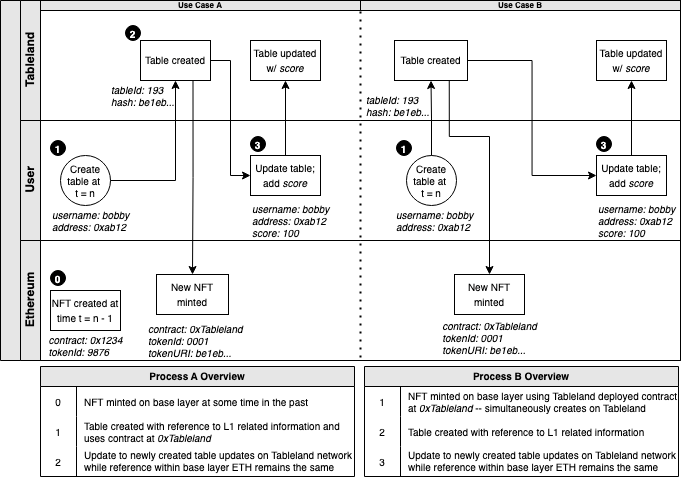 Use Case A
Use Case B
Tableland
2
Table created
Table updated
w/ score
Table created
Table updated
w/ score
tableId: 193
hash: be1eb...
tableId: 193
hash: be1eb...
User
1
Create
table at
t = n
username: bobby
address: 0xab12
3
Update table;
add score
username: bobby
address: 0xab12
score: 100
1
Create
table at
t = n
username: bobby
address: 0xab12
3
Update table;
add score
username: bobby
address: 0xab12
score: 100
Ethereum
0
NFT created at
time t = n - 1
contract: 0x1234
tokenId: 9876
New NFT
minted
contract: 0xTableland
tokenId: 0001
tokenURI: be1eb...
New NFT
minted
contract: 0xTableland
tokenId: 0001
tokenURI: be1eb...
Process A Overview
0 NFT minted on base layer at some time in the past
1 Table created with reference to L1 related information and
uses contract at 0xTableland
2 Update to newly created table updates on Tableland network
while reference within base layer ETH remains the same
Process B Overview
1 NFT minted on base layer using Tableland deployed contract
at 0xTableland -- simultaneously creates on Tableland
2 Table created with reference to L1 related information
3 Update to newly created table updates on Tableland network
while reference within base layer ETH remains the same